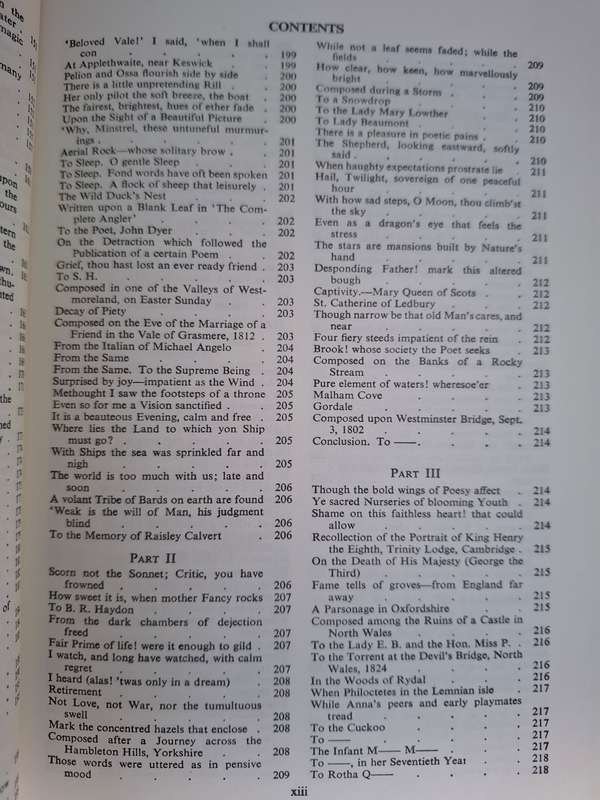 the
many
upon
the
the
the
of
CONTENTS
'Beloved Vale!' I said, 'when I shall
con . . . . . 199
At Applethwaite, near Keswick . 199
Pelion and Ossa flourish side by side . 200
There is a little unpretending Rill . 200
Her only pilot the soft breeze, the boat . 200
The fairest, brightest, hues of ether fade . 200
Upon the Sight of a Beautiful Picture . 200
'Why, Minstrel, these untuneful murmur-
ings . . . . . 201
Aerial Rock—whose solitary brow . . 201
To Sleep. O gentle Sleep . . . 201
To Sleep. Fond words have oft been spoken 201
To Sleep. A flock of sheep that leisurely . 201
The Wild Duck's Nest . . . 202
Written upon a Blank Leaf in 'The Com-
plete Angler' . . . . 202
To the Poet, John Dyer . . . 202
On the Detraction which followed the
Publication of a certain Poem . . 202
Grief, thou hast lost an ever ready friend . 203
To S. H. . . . . . 203
Composed in one of the Valleys of West-
moreland, on Easter Sunday . . 203
Decay of Piety . . . . 203
Composed on the Eve of the Marriage of a
Friend in the Vale of Grasmere, 1812 . 203
From the Italian of Michael Angelo . 204
From the Same . . . . 204
From the Same. To the Supreme Being . 204
Surprised by joy—impatient as the Wind . 204
Methought I saw the footsteps of a throne 205
Even so for me a Vision sanctified . . 205
It is a beauteous Evening, calm and free . 205
Where lies the Land to which yon Ship
must go? . . . . . 205
With Ships the sea was sprinkled far and
nigh . . . . . 205
The world is too much with us; late and
soon . . . . . 206
A volant Tribe of Bards on earth are found 206
'Weak is the will of Man, his judgment
blind . . . . . 206
To the Memory of Raisley Calvert . 206
PART II
Scorn not the Sonnet; Critic, you have
frowned . . . . . 206
How sweet it is, when mother Fancy rocks 207
To B. R. Haydon . . . . 207
From the dark chambers of dejection
freed . . . . . 207
Fair Prime of life! were it enough to gild . 207
I watch, and long have watched, with calm
regret . . . . . 207
I heard (alas! 'twas only in a dream) . 208
Retirement . . . . . 208
Not Love, not War, nor the tumultuous
swell . . . . . 208
Mark the concentred hazels that enclose . 208
Composed after a Journey across the
Hambleton Hills, Yorkshire . . 208
Those words were uttered as in pensive
mood . . . . . 209
While not a leaf seems faded; while the
fields . . . . . 209
How clear, how keen, how marvellously
bright . . . . . 209
Composed during a Storm . . . 209
To a Snowdrop . . . . 210
To the Lady Mary Lowther . . 210
To Lady Beaumont . . . . 210
There is a pleasure in poetic pains . . 210
The Shepherd, looking eastward, softly
said . . . . . 210
When haughty expectations prostrate lie . 211
Hail, Twilight, sovereign of one peaceful
hour . . . . . 211
With how sad steps, O Moon, thou climb'st
the sky . . . . . 211
Even as a dragon's eye that feels the
stress . . . . . 211
The stars are mansions built by Nature's
hand . . . . . 211
Desponding Father! mark this altered
bough . . . . . 212
Captivity.—Mary Queen of Scots . . 212
St. Catherine of Ledbury . . . 212
Though narrow be that old Man's cares, and
near . . . . . 212
Four fiery steeds impatient of the rein . 212
Brook! whose society the Poet seeks . 213
Composed on the Banks of a Rocky
Stream . . . . . 213
Pure element of waters! wheresoe'er . 213
Malham Cove . . . . 213
Gordale . . . . . 213
Composed upon Westminster Bridge, Sept.
3, 1802 . . . . . 214
Conclusion. To ——. . . . . 214
PART III
Though the bold wings of Poesy affect . 214
Ye sacred Nurseries of blooming Youth . 214
Shame on this faithless heart! that could
allow . . . . . 214
Recollection of the Portrait of King Henry
the Eighth, Trinity Lodge, Cambridge . 215
On the Death of His Majesty (George the
Third) . . . . . 215
Fame tells of groves—from England far
away . . . . . 215
A Parsonage in Oxfordshire . . . 215
Composed among the Ruins of a Castle in
North Wales . . . . 216
To the Lady E. B. and the Hon. Miss P. . 216
To the Torrent at the Devil's Bridge, North
Wales, 1824 . . . . 216
In the Woods of Rydal . . . 216
When Philoctetes in the Lemnian isle . 217
While Anna's peers and early playmates
tread . . . . . 217
To the Cuckoo . . . . 217
To —— . . . . . 217
The Infant M—— M—— . . . 217
To ——, in her Seventieth Year . . 218
To Rotha Q—— . . . . 218
xiii